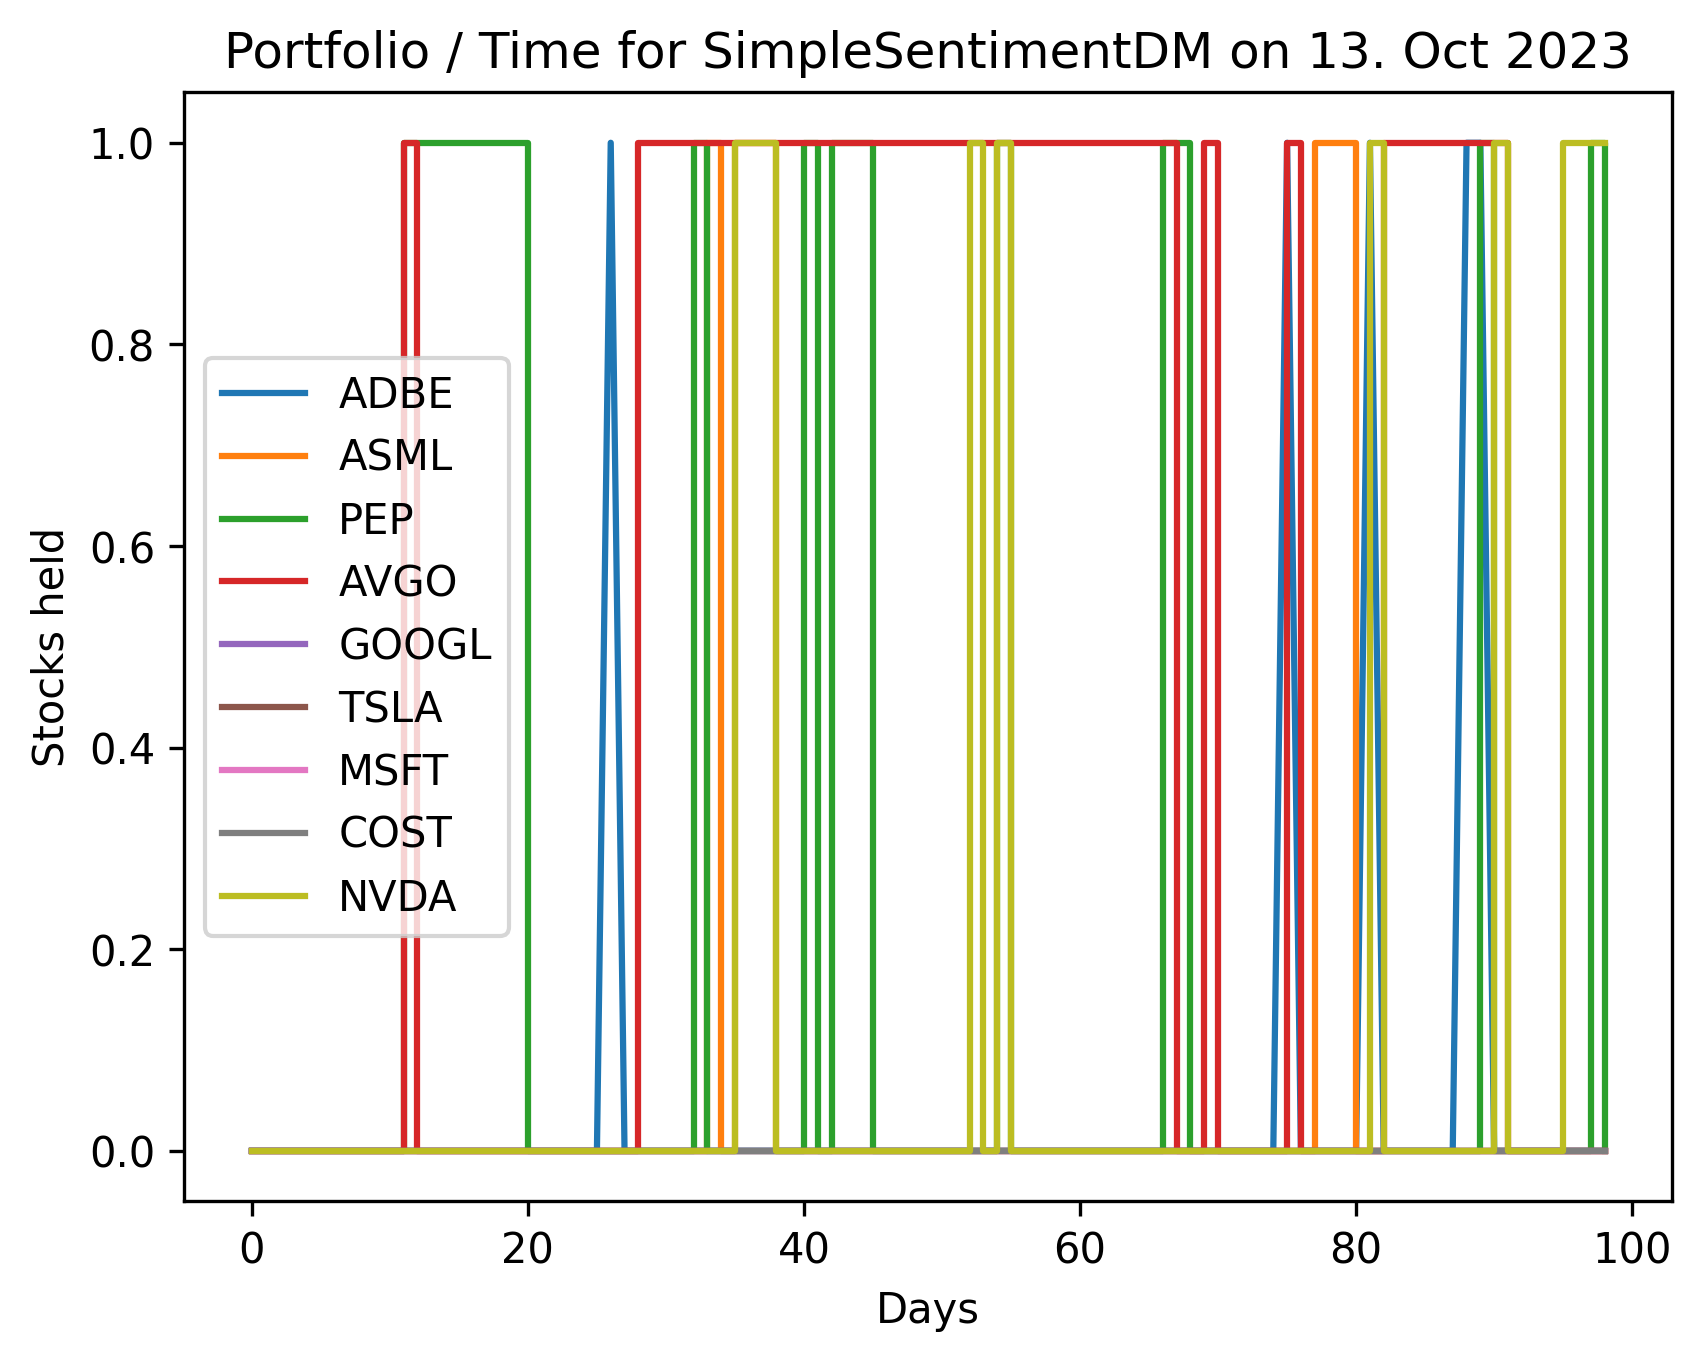 Portfolio / Time for SimpleSentimentDM on 13. Oct 2023
1.0
0.8
0.6
0.4
0.2
0.0
Stocks held
ADBE
ASML
PEP
AVGO
GOOGL
TSLA
MSFT
COST
NVDA
0 20 40 60 80 100
Days